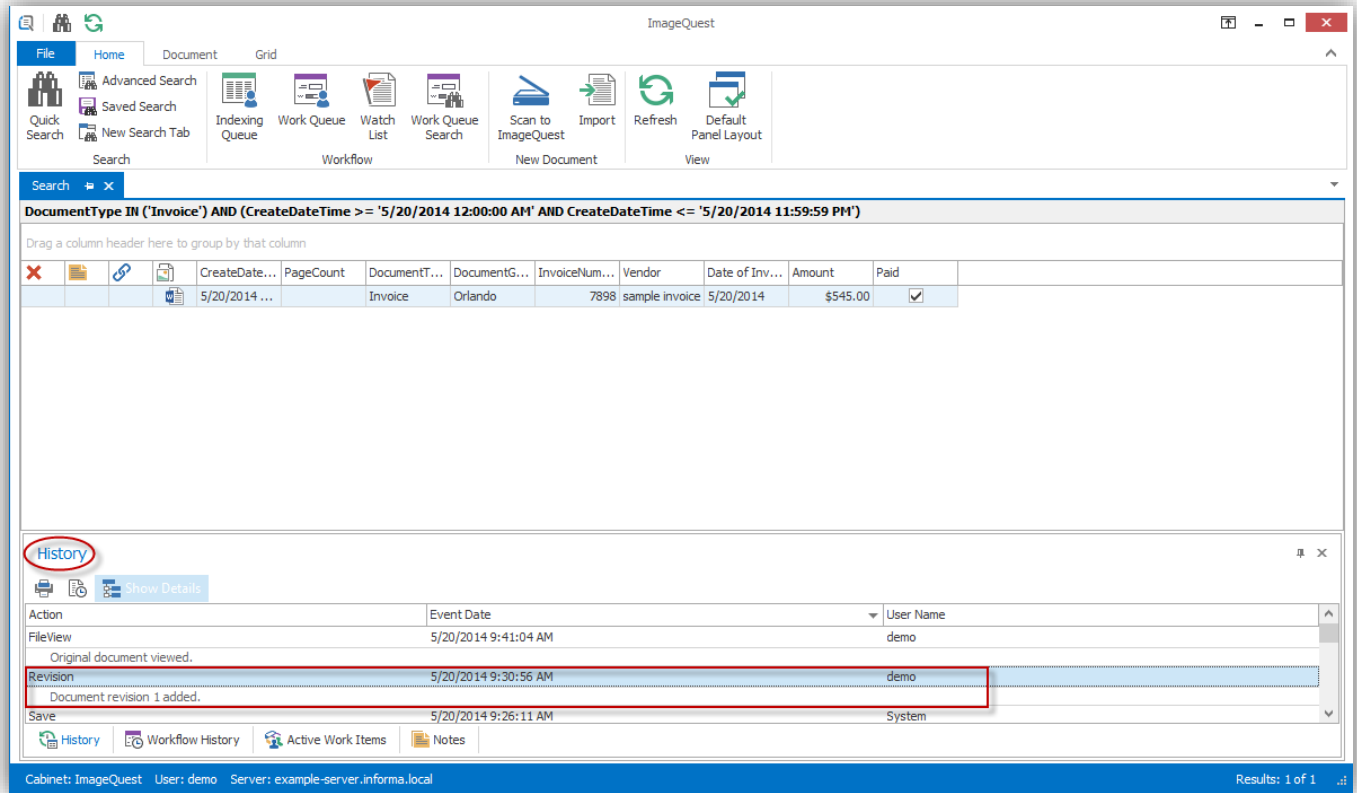 ImageQuest
File Home Document Grid
Quick Search
Advanced Search
Saved Search
New Search Tab
Indexing Queue
Work Queue
Watch List
Work Queue Search
Scan to ImageQuest
Import
Refresh
Default Panel Layout
Search Workflow New Document View
Search
DocumentType IN ('Invoice') AND (CreateDateTime >= '5/20/2014 12:00:00 AM' AND CreateDateTime <= '5/20/2014 11:59:59 PM')
Drag a column header here to group by that column
CreateDate... PageCount DocumentT... DocumentG... InvoiceNum... Vendor Date of Inv... Amount Paid
5/20/2014 ... Invoice Orlando 7898 sample invoice 5/20/2014 $545.00
History
Show Details
Action Event Date User Name
FileView 5/20/2014 9:41:04 AM demo
Original document viewed.
Revision 5/20/2014 9:30:56 AM demo
Document revision 1 added.
Save 5/20/2014 9:26:11 AM System
History Workflow History Active Work Items Notes
Cabinet: ImageQuest User: demo Server: example-server.informa.local Results: 1 of 1